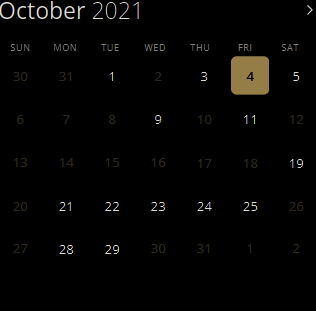 October 2021
SUN MON TUE WED THU FRI SAT
30 31 1 2 3 4 5
6 7 8 9 10 11 12
13 14 15 16 17 18 19
20 21 22 23 24 25 26
27 28 29 30 31 1 2